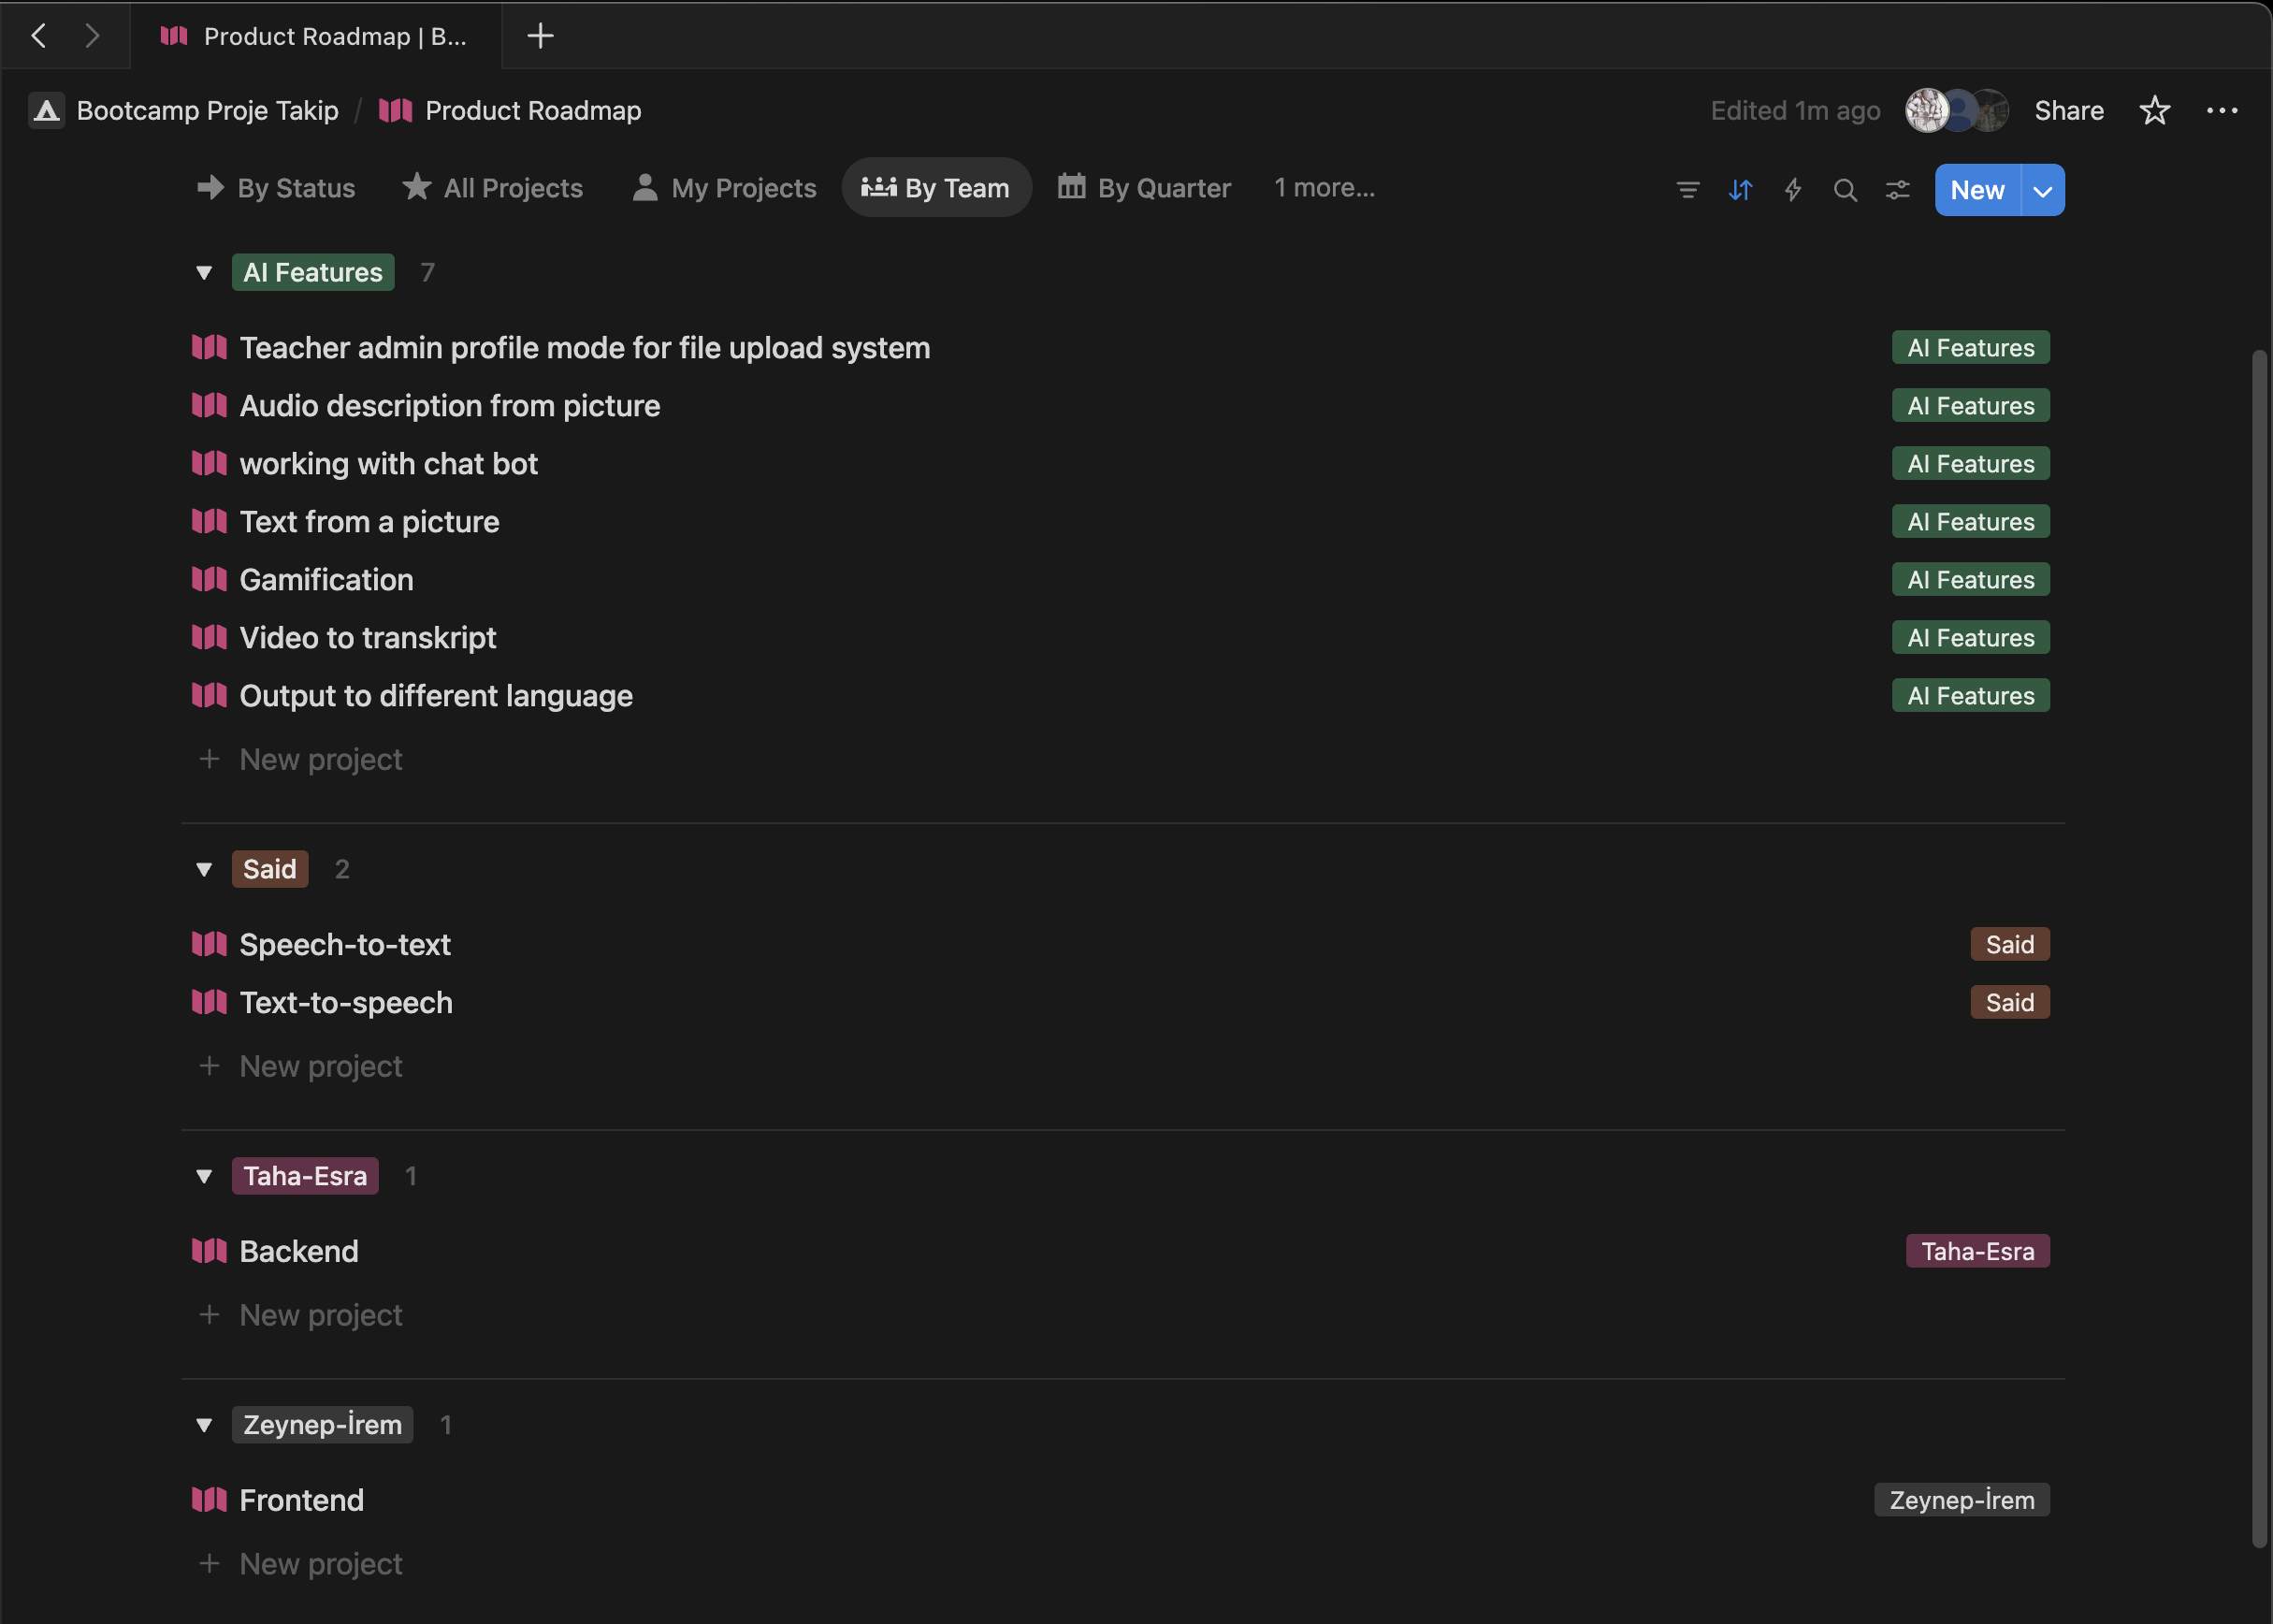 Product Roadmap | B...
Bootcamp Proje Takip / Product Roadmap
Edited 1m ago
Share
By Status
All Projects
My Projects
By Team
By Quarter
1 more...
New
AI Features 7
Teacher admin profile mode for file upload system AI Features
Audio description from picture AI Features
working with chat bot AI Features
Text from a picture AI Features
Gamification AI Features
Video to transkript AI Features
Output to different language AI Features
+ New project
Said 2
Speech-to-text Said
Text-to-speech Said
+ New project
Taha-Esra 1
Backend Taha-Esra
+ New project
Zeynep-İrem 1
Frontend Zeynep-İrem
+ New project